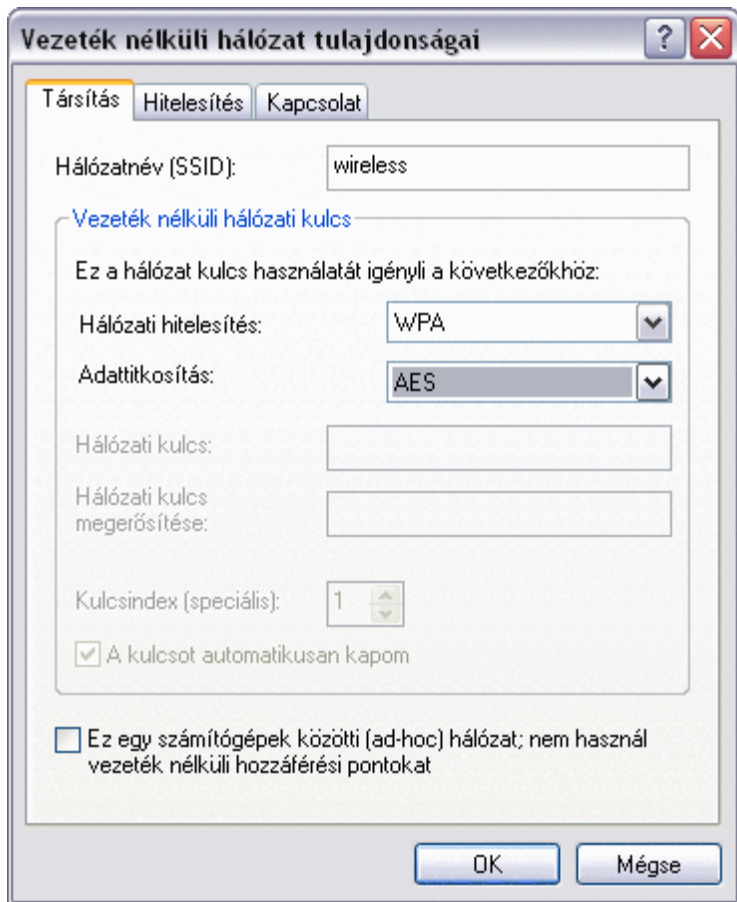 Vezeték nélküli hálózat tulajdonságai
Társítás Hitelesítés Kapcsolat
Hálózatnév (SSID): wireless
Vezeték nélküli hálózati kulcs
Ez a hálózat kulcs használatát igényli a következőkhöz:
Hálózati hitelesítés: WPA
Adattitkosítás: AES
Hálózati kulcs:
Hálózati kulcs
megerősítése:
Kulcsindex (speciális): 1
A kulcsot automatikusan kapom
Ez egy számítógépek közötti (ad-hoc) hálózat; nem használ
vezeték nélküli hozzáférési pontokat
OK Mégse